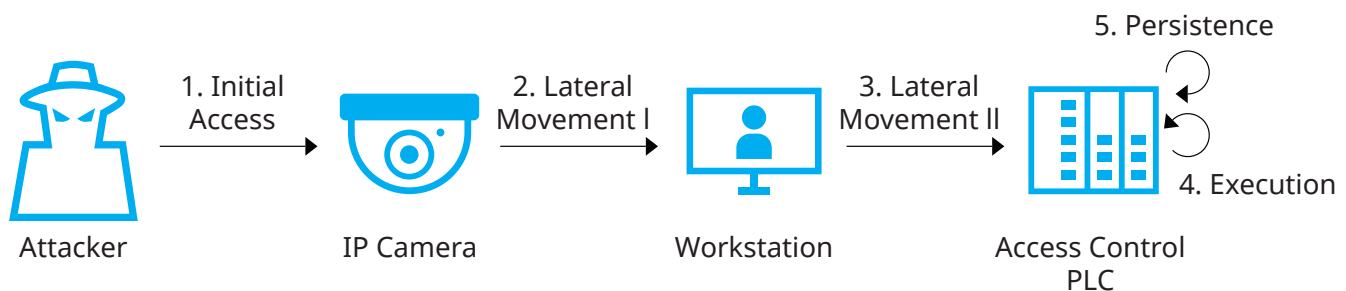 5. Persistence
1. Initial
Access
2. Lateral
Movement l
3. Lateral
Movement ll
4. Execution
Attacker
IP Camera
Workstation
Access Control
PLC